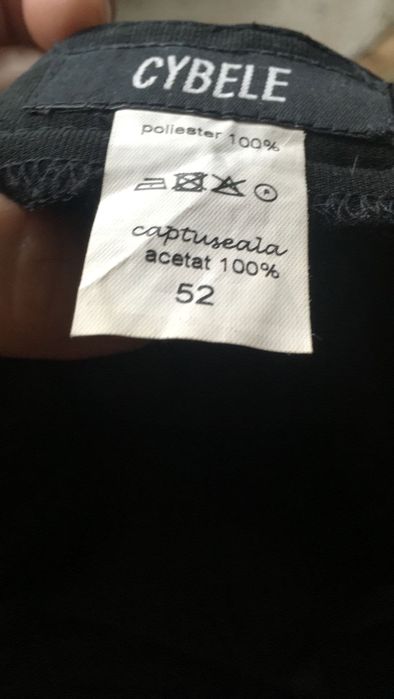 CYBELE
poliester 100%
captuseala
acetat 100%
52